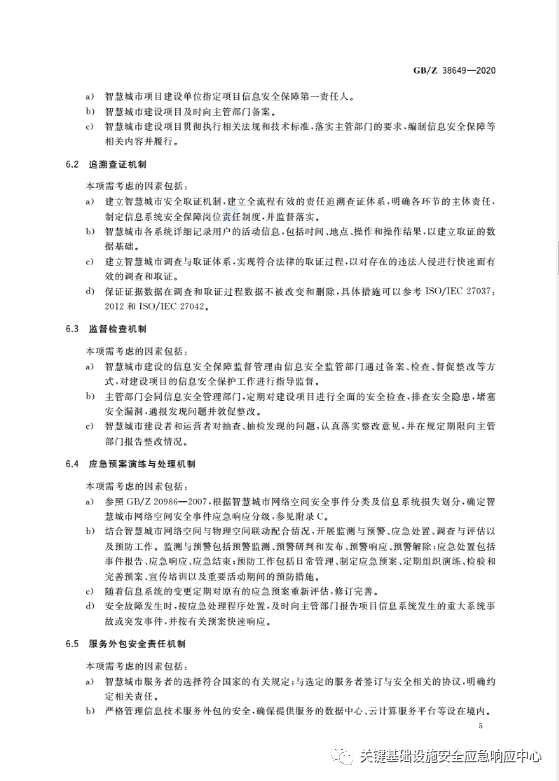 GB/Z 38649—2020
a) 智慧城市项目建设单位指定项目信息安全保障第一责任人。
b) 智慧城市建设项目及时向主管部门备案。
c) 智慧城市建设项目贯彻执行相关法规和技术标准,落实主管部门的要求,编制信息安全保障等
相关内容并履行。
6.2 追溯查证机制
本项需考虑的因素包括:
a) 建立智慧城市安全取证机制,建立全流程有效的责任追溯查证体系,明确各环节的主体责任,
制定信息系统安全保障岗位责任制度,并监督落实。
b) 智慧城市各系统详细记录用户的活动信息,包括时间、地点、操作和操作结果,以建立取证的数
据基础。
c) 建立智慧城市调查与取证体系,实现符合法律的取证过程,以对存在的违法入侵进行快速而有
效的调查和取证。
d) 保证证据数据在调查和取证过程数据不被改变和删除,具体措施可以参考 ISO/IEC 27037:
2012 和 ISO/IEC 27042。
6.3 监督检查机制
本项需考虑的因素包括:
a) 智慧城市建设的信息安全保障监督管理由信息安全监管部门通过备案、检查、督促整改等方
式,对建设项目的信息安全保护工作进行指导监督。
b) 主管部门会同信息安全管理部门,定期对建设项目进行全面的安全检查,排查安全隐患,堵塞
安全漏洞,通报发现问题并敦促整改。
c) 智慧城市建设者和运营者对抽查、抽检发现的问题,认真落实整改意见,并在规定期限向主管
部门报告整改情况。
6.4 应急预案演练与处理机制
本项需考虑的因素包括:
a) 参照 GB/Z 20986—2007,根据智慧城市网络空间安全事件分类及信息系统损失划分,确定智
慧城市网络空间安全事件应急响应分级,参见附录 C。
b) 结合智慧城市网络空间与物理空间联动配合情况,开展监测与预警、应急处置、调查与评估以
及预防工作。监测与预警包括预警监测、预警研判和发布、预警响应、预警解除;应急处置包括
事件报告、应急响应、应急结束;预防工作包括日常管理、制定应急预案、定期组织演练、检验和
完善预案、宣传培训以及重要活动期间的预防措施。
c) 随着信息系统的变更定期对原有的应急预案重新评估,修订完善。
d) 安全故障发生时,按应急处理程序处置,及时向主管部门报告项目信息系统发生的重大系统事
故或突发事件,并按有关预案快速响应。
6.5 服务外包安全责任机制
本项需考虑的因素包括:
a) 智慧城市服务者的选择符合国家的有关规定;与选定的服务者签订与安全相关的协议,明确约
定相关责任。
b) 严格管理信息技术服务外包的安全,确保提供服务的数据中心、云计算服务平台等设在境内。
5
关键基础设施安全应急响应中心